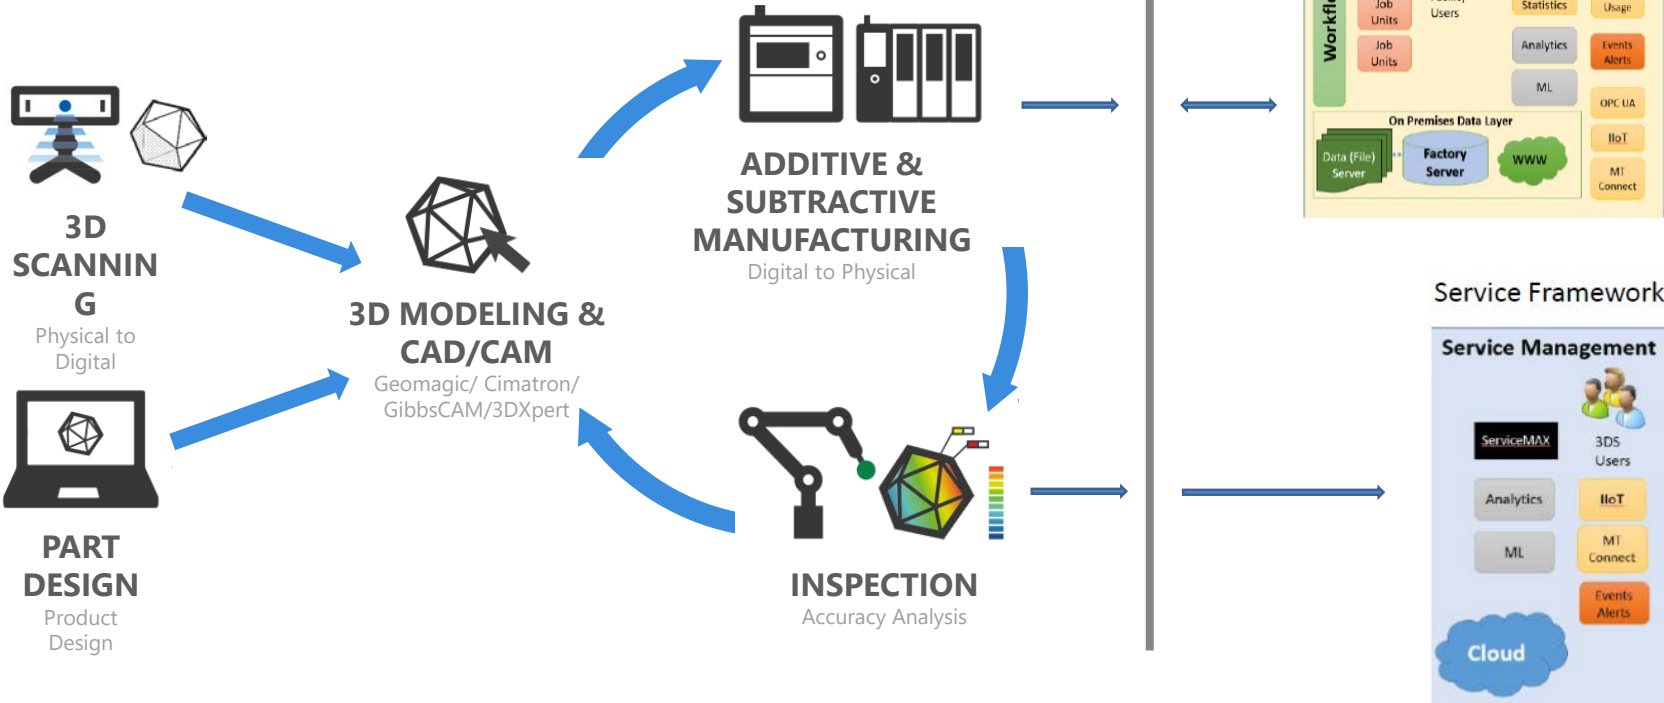 3D
SCANNIN
G
Physical to
Digital
PART
DESIGN
Product
Design
3D MODELING &
CAD/CAM
Geomagic/ Cimatron/
GibbsCAM/3DXpert
ADDITIVE &
SUBTRACTIVE
MANUFACTURING
Digital to Physical
INSPECTION
Accuracy Analysis
Job
Units
Job
Units
Users
Statistics
Usage
Analytics
Events
Alerts
ML
OPC UA
IIoT
MT
Connect
On Premises Data Layer
Data (File)
Server
Factory
Server
WWW
Service Framework
Service Management
ServiceMAX
3DS
Users
Analytics
IIoT
ML
MT
Connect
Events
Alerts
Cloud